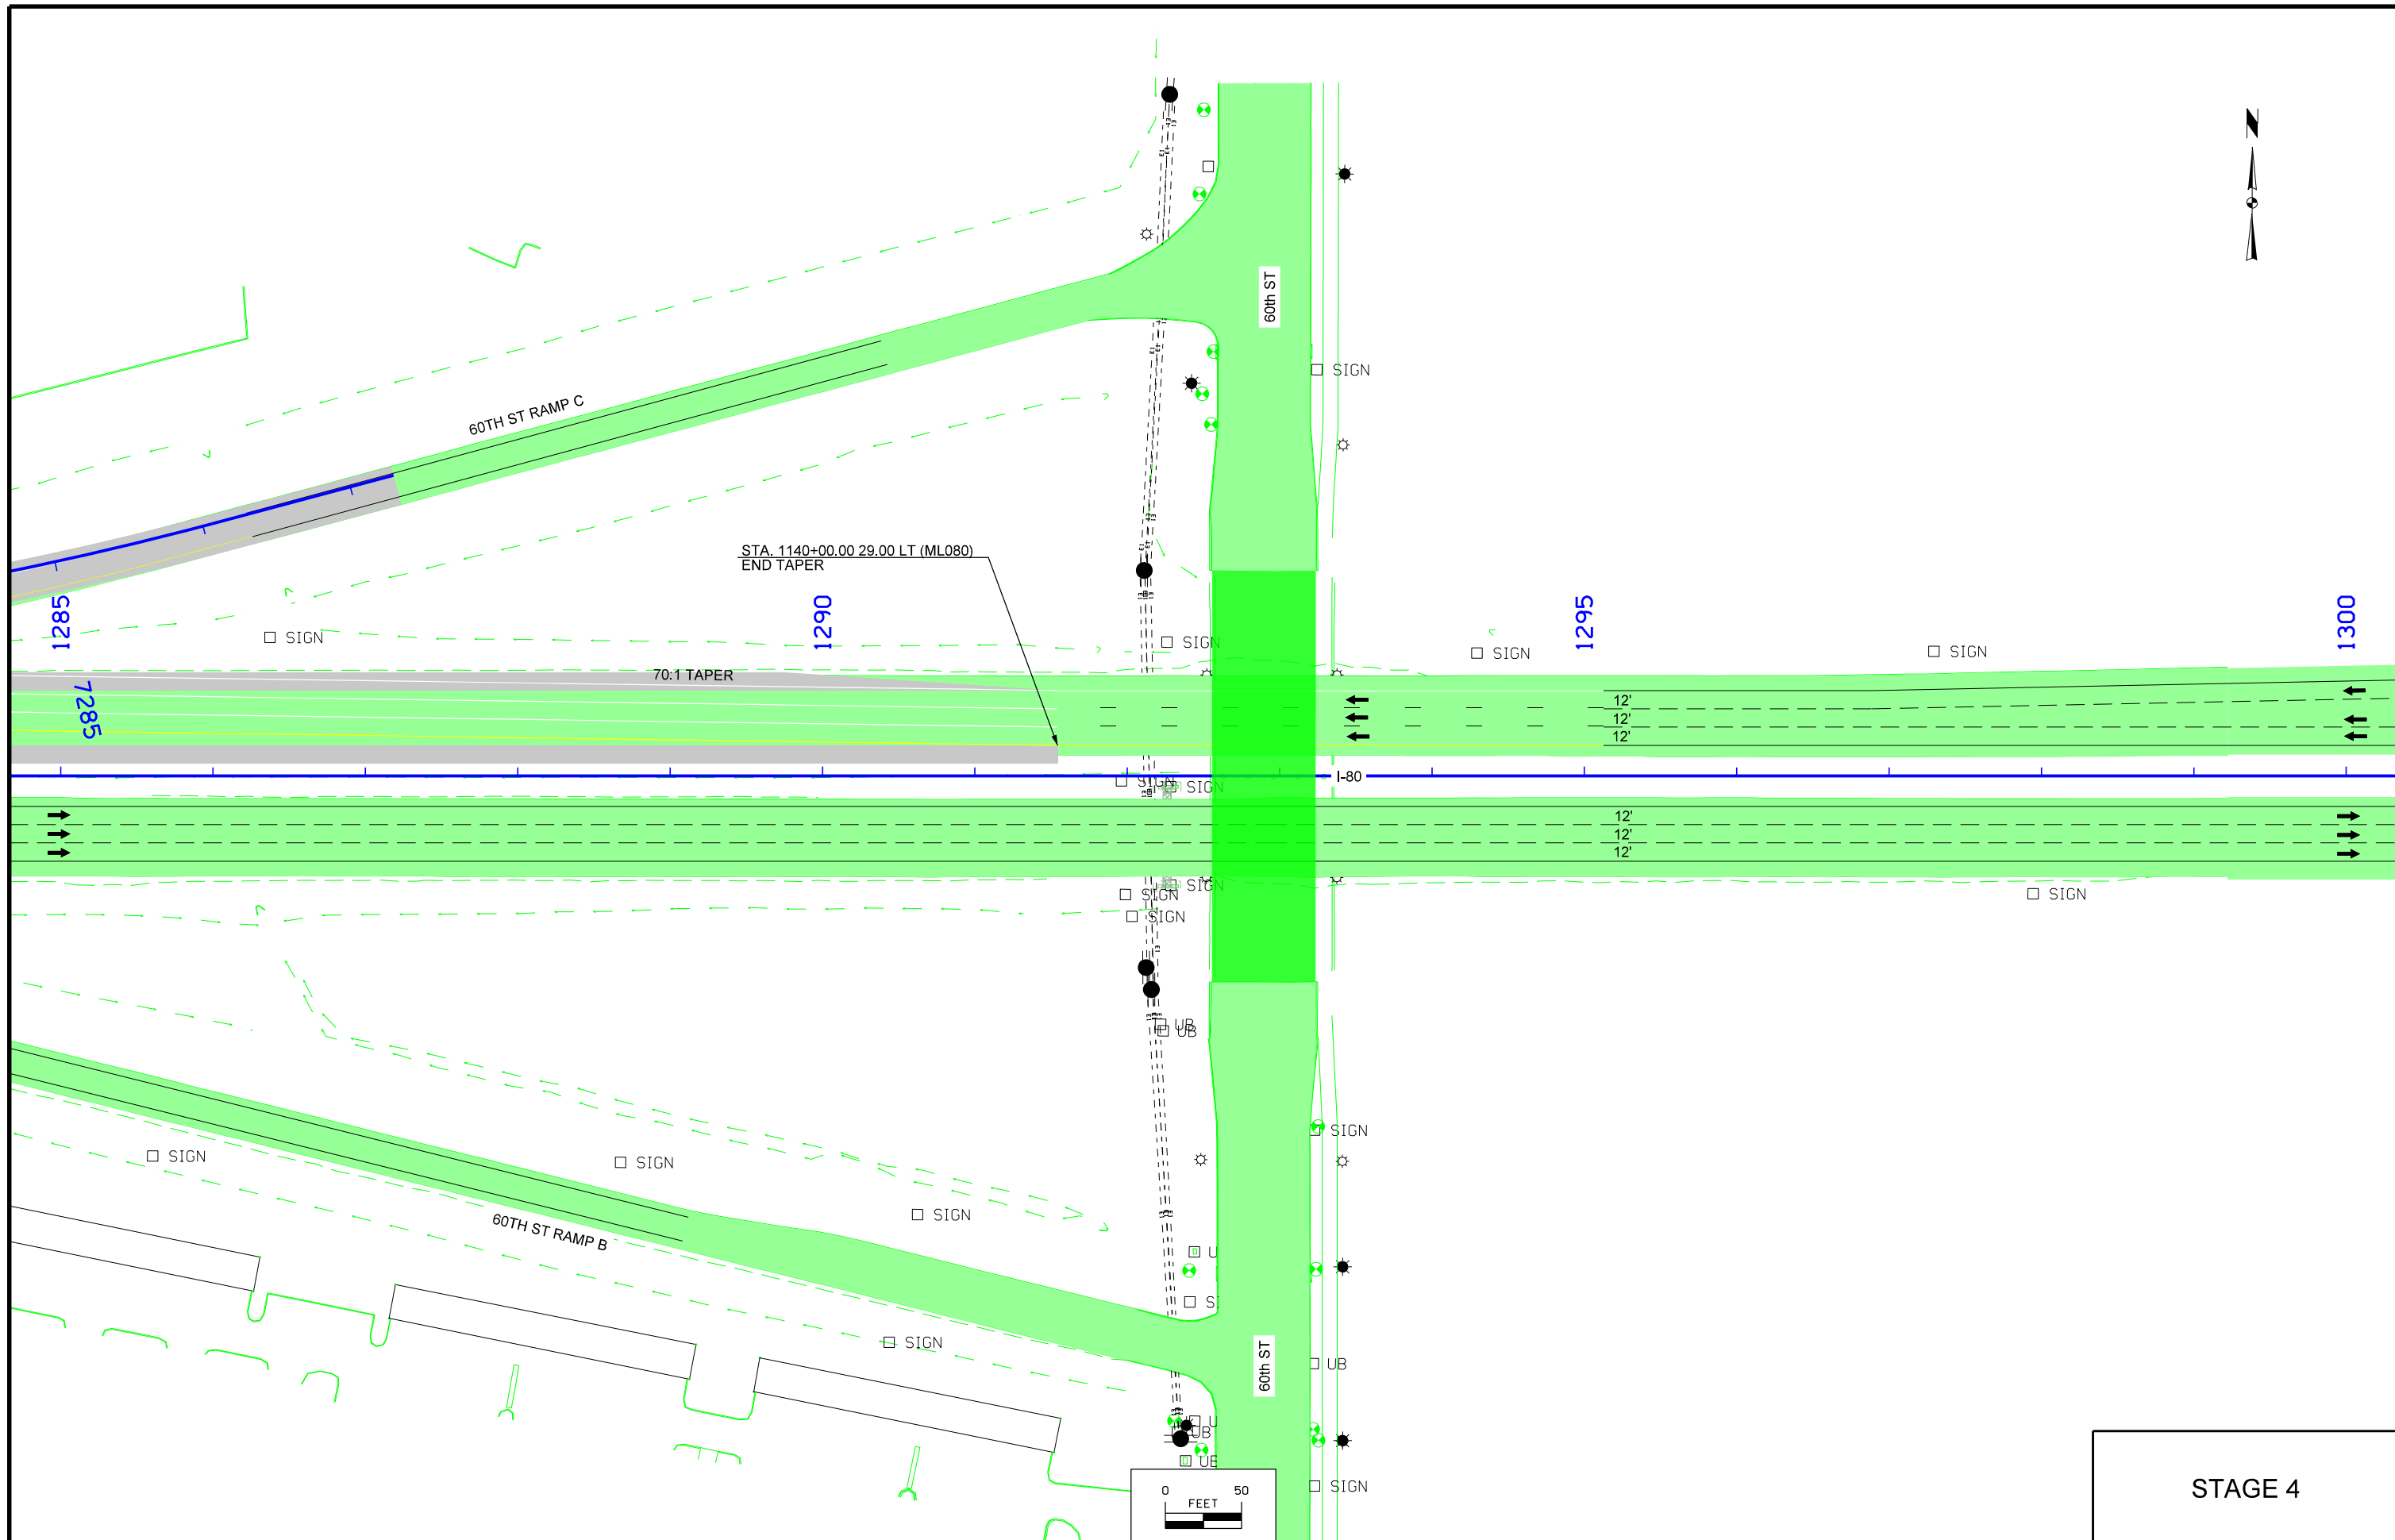 N
60th ST
SIGN
60TH ST RAMP C
STA. 1140+00.00 29.00 LT (ML080)
END TAPER
1285
1290
1295
1300
SIGN
SIGN
SIGN
SIGN
70:1 TAPER
7285
12'
12'
12'
I-80
SIGN
SIGN
12'
12'
12'
SIGN
SIGN
SIGN
SIGN
UB
UB
SIGN
SIGN
SIGN
SIGN
60TH ST RAMP B
U
SI
SIGN
60th ST
UB
U
UB
UB
SIGN
0 50
FEET
STAGE 4